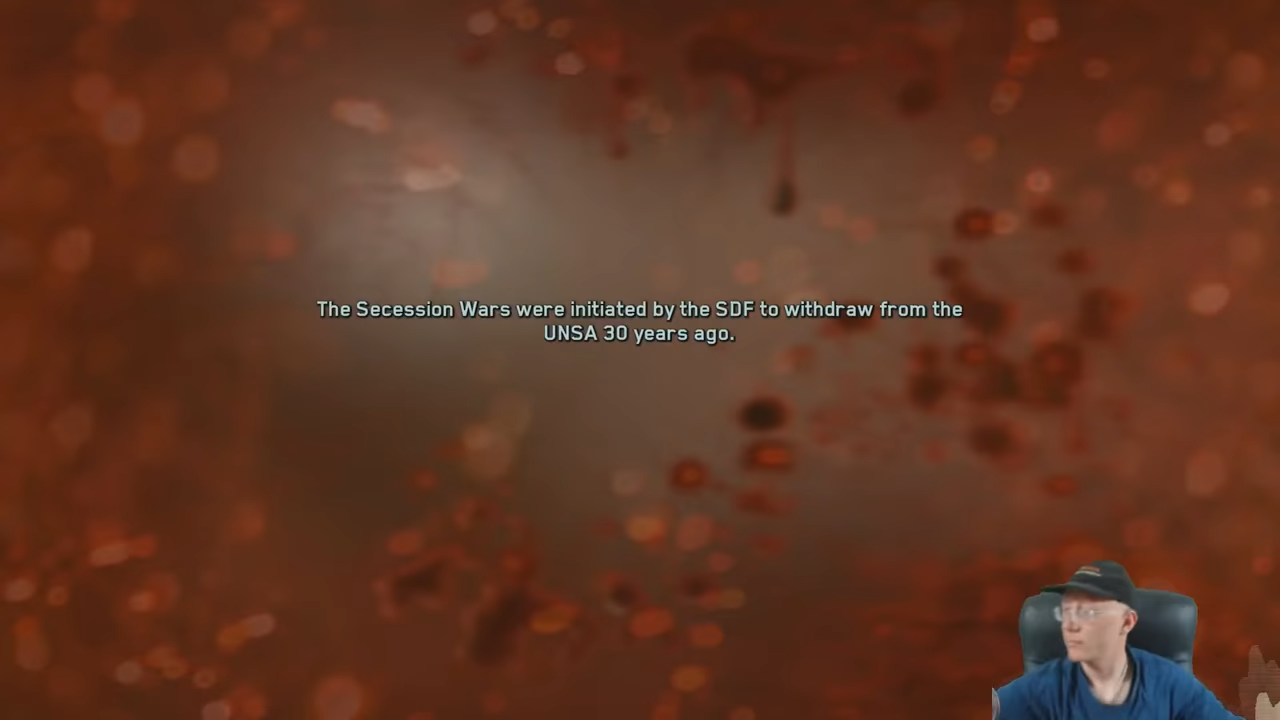 The Secession Wars were initiated by the SDF to withdraw from the
UNSA 30 years ago.